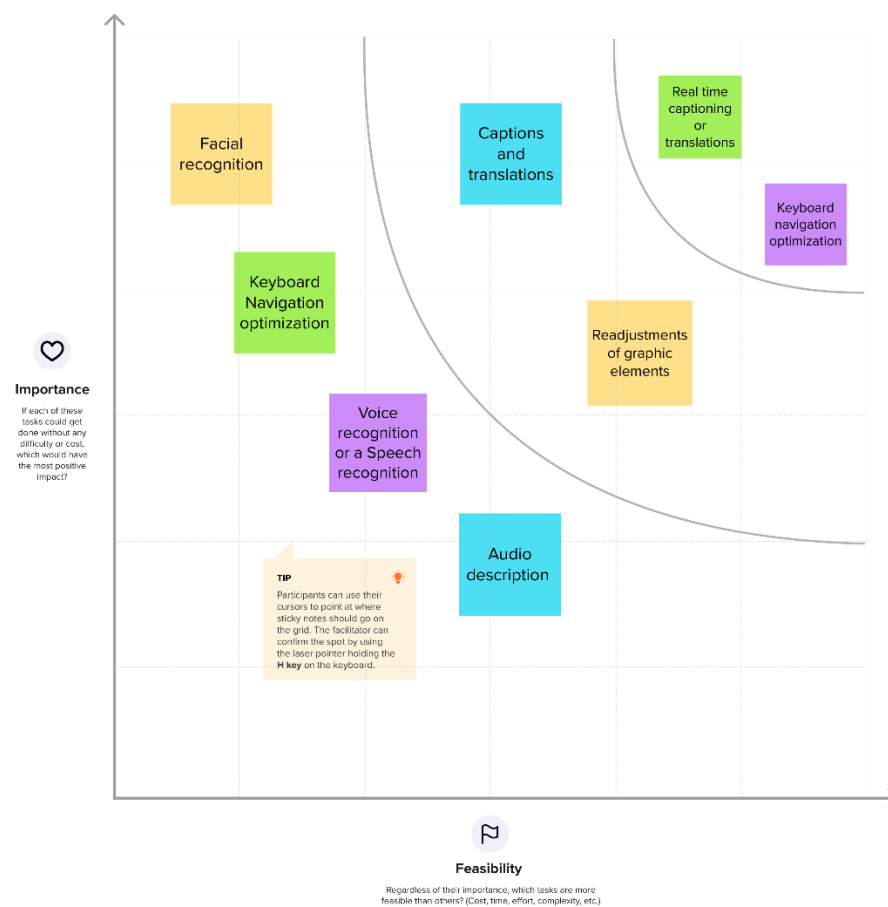 Facial
recognition
Captions
and
translations
Real time
captioning
or
translations
Keyboard
navigation
optimization
Keyboard
Navigation
optimization
Readjustments
of graphic
elements
Importance
If each of these
tasks could get
done without any
difficulty or cost,
which would have
the most positive
impact?
Voice
recognition
or a Speech
recognition
Audio
description
TIP
Participants can use their
cursors to point at where
sticky notes should go on
the grid. The facilitator can
confirm the spot by using
the laser pointer holding the
H key on the keyboard.
Feasibility
Regardless of their importance, which tasks are more
feasible than others? (Cost, time, effort, complexity, etc.)